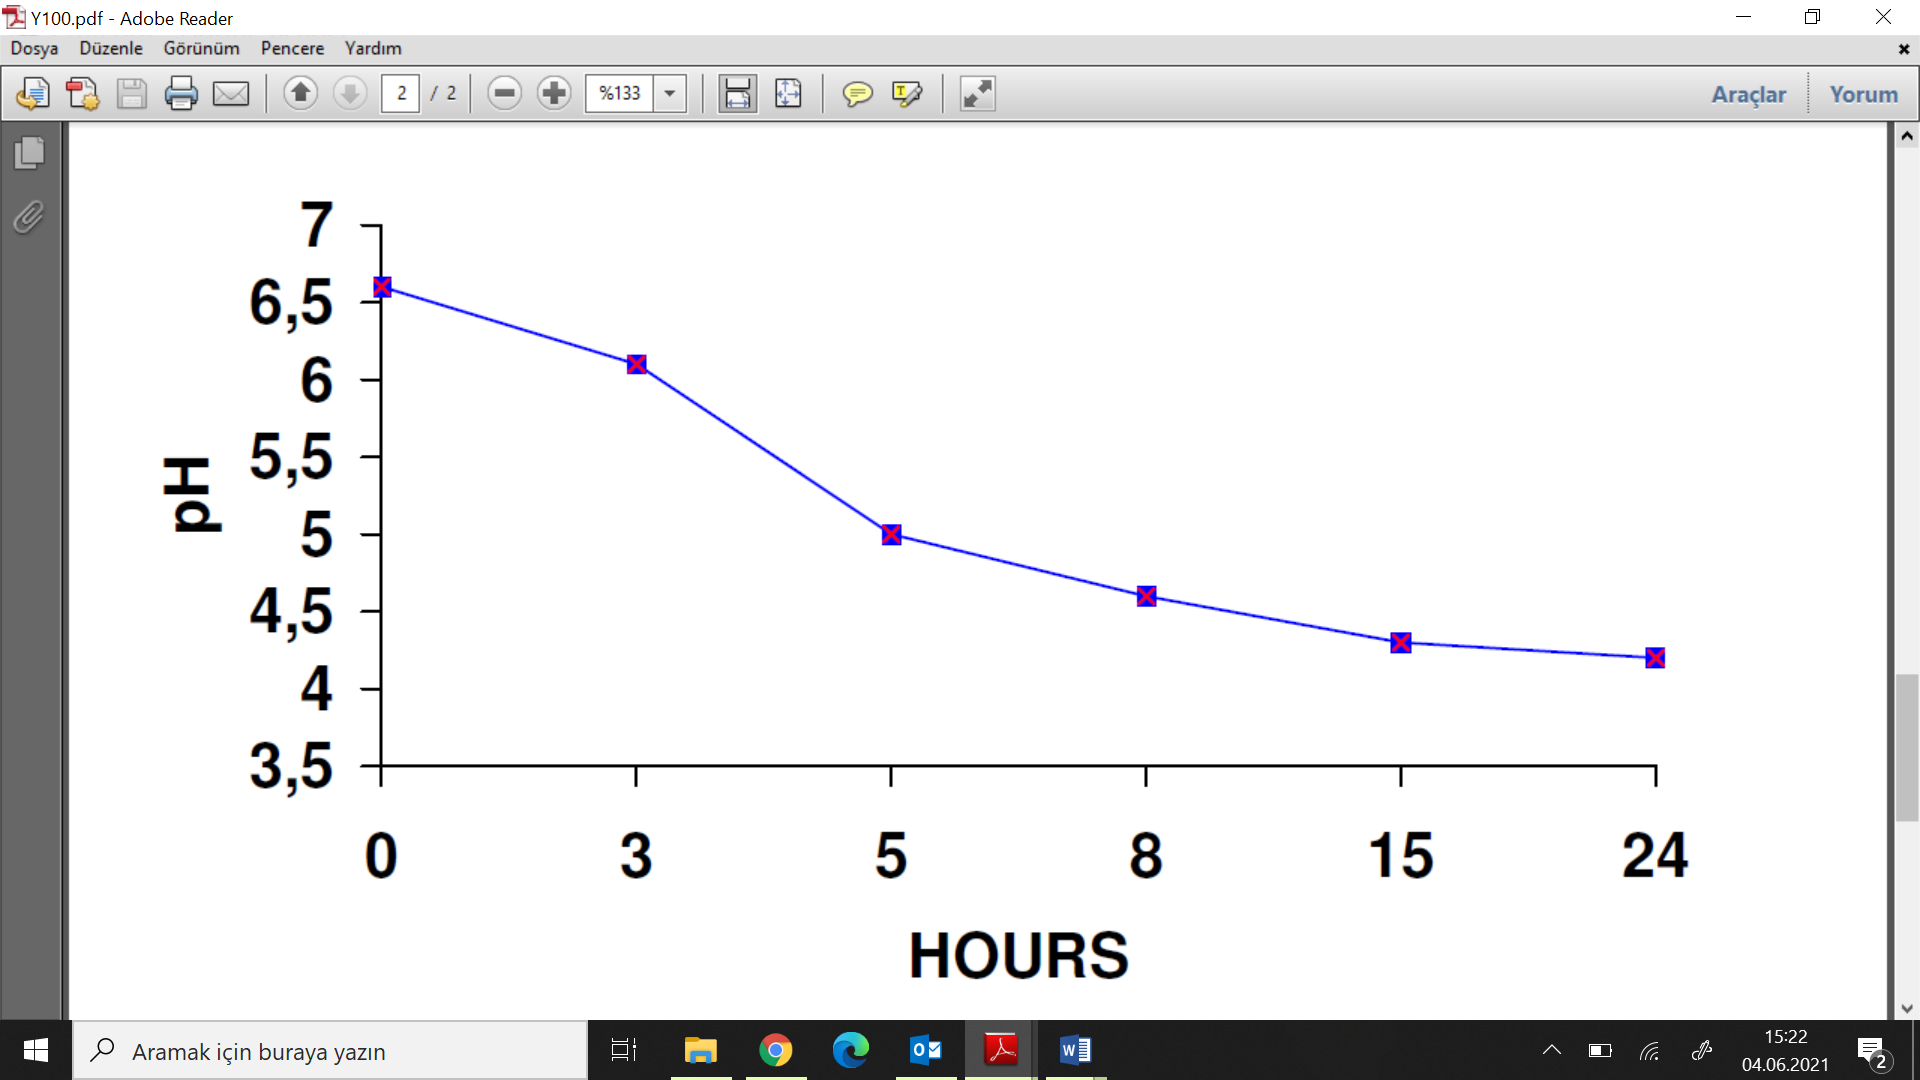 Y100.pdf - Adobe Reader
Dosya Düzenle Görünüm Pencere Yardım
2 / 2 %133 Araçlar Yorum
7
6,5
6
5,5
5
4,5
4
3,5
pH
0 3 5 8 15 24
HOURS
Aramak için buraya yazın
15:22
04.06.2021
2